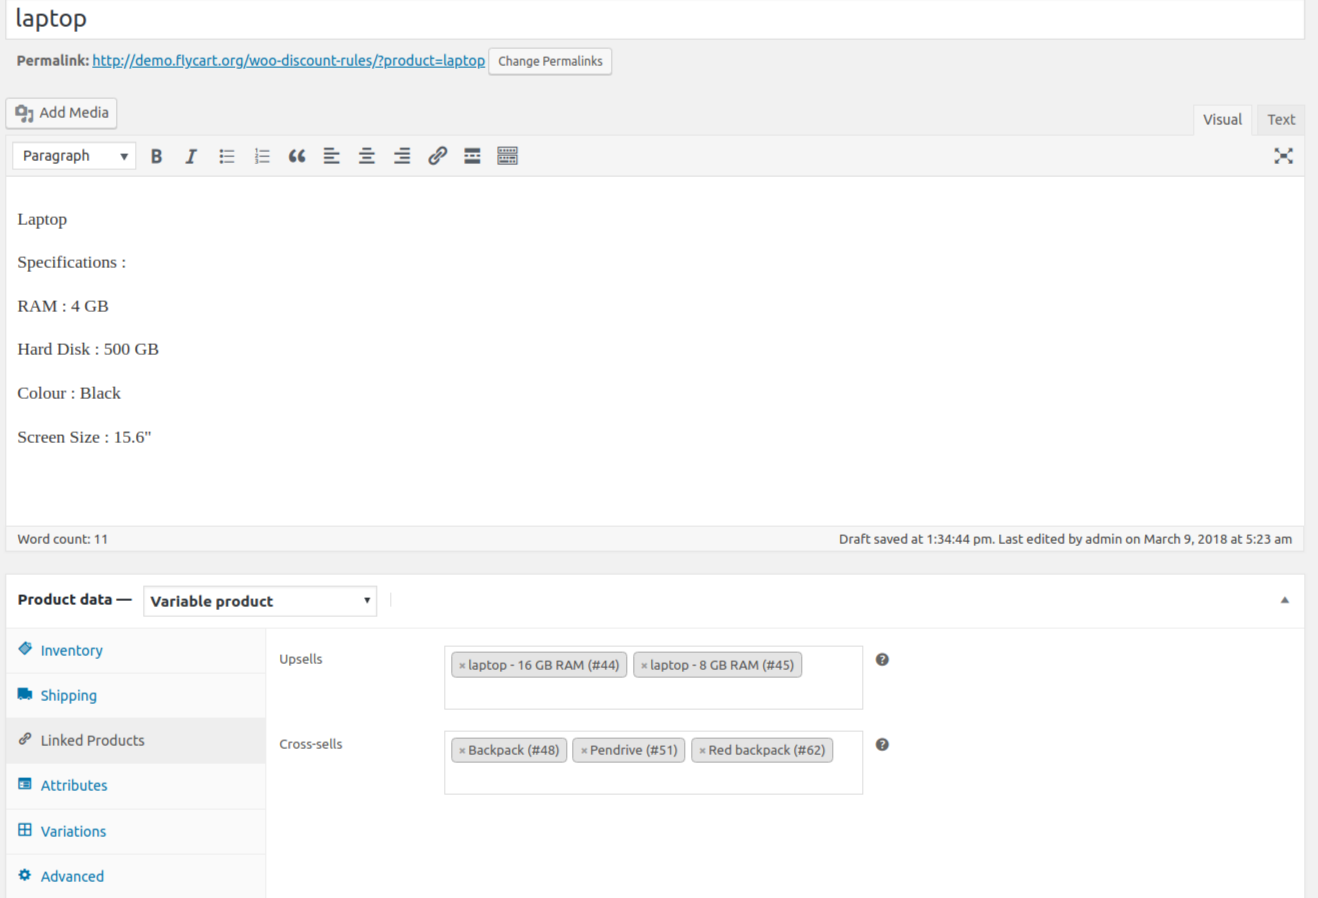 laptop
Permalink: http://demo.flycart.org/woo-discount-rules/?product=laptop Change Permalinks
Add Media
Visual Text
Paragraph
Laptop
Specifications :
RAM : 4 GB
Hard Disk : 500 GB
Colour : Black
Screen Size : 15.6"
Word count: 11 Draft saved at 1:34:44 pm. Last edited by admin on March 9, 2018 at 5:23 am
Product data — Variable product
Inventory
Shipping
Linked Products
Attributes
Variations
Advanced
Upsells ×laptop - 16 GB RAM (#44) ×laptop - 8 GB RAM (#45)
Cross-sells ×Backpack (#48) ×Pendrive (#51) ×Red backpack (#62)